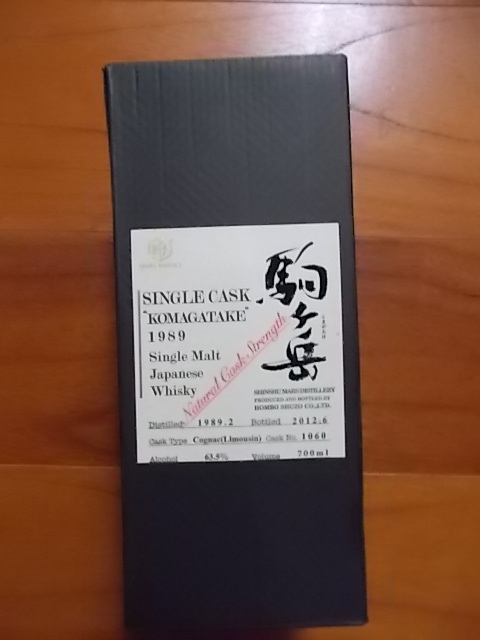 SINGLE CASK
"KOMAGATAKE"
1989
Single Malt
Japanese
Whisky
Natural Cask Strength
駒ヶ岳
SHINSHU MARS DISTILLERY
PRODUCED AND BOTTLED BY
HOMBO SHUZO CO.,LTD.
Distilled: 1989.2 Bottled 2012.6
Cask Type Cognac(Limousin) Cask No. 1060
Alcohol 63.5% Volume 700ml